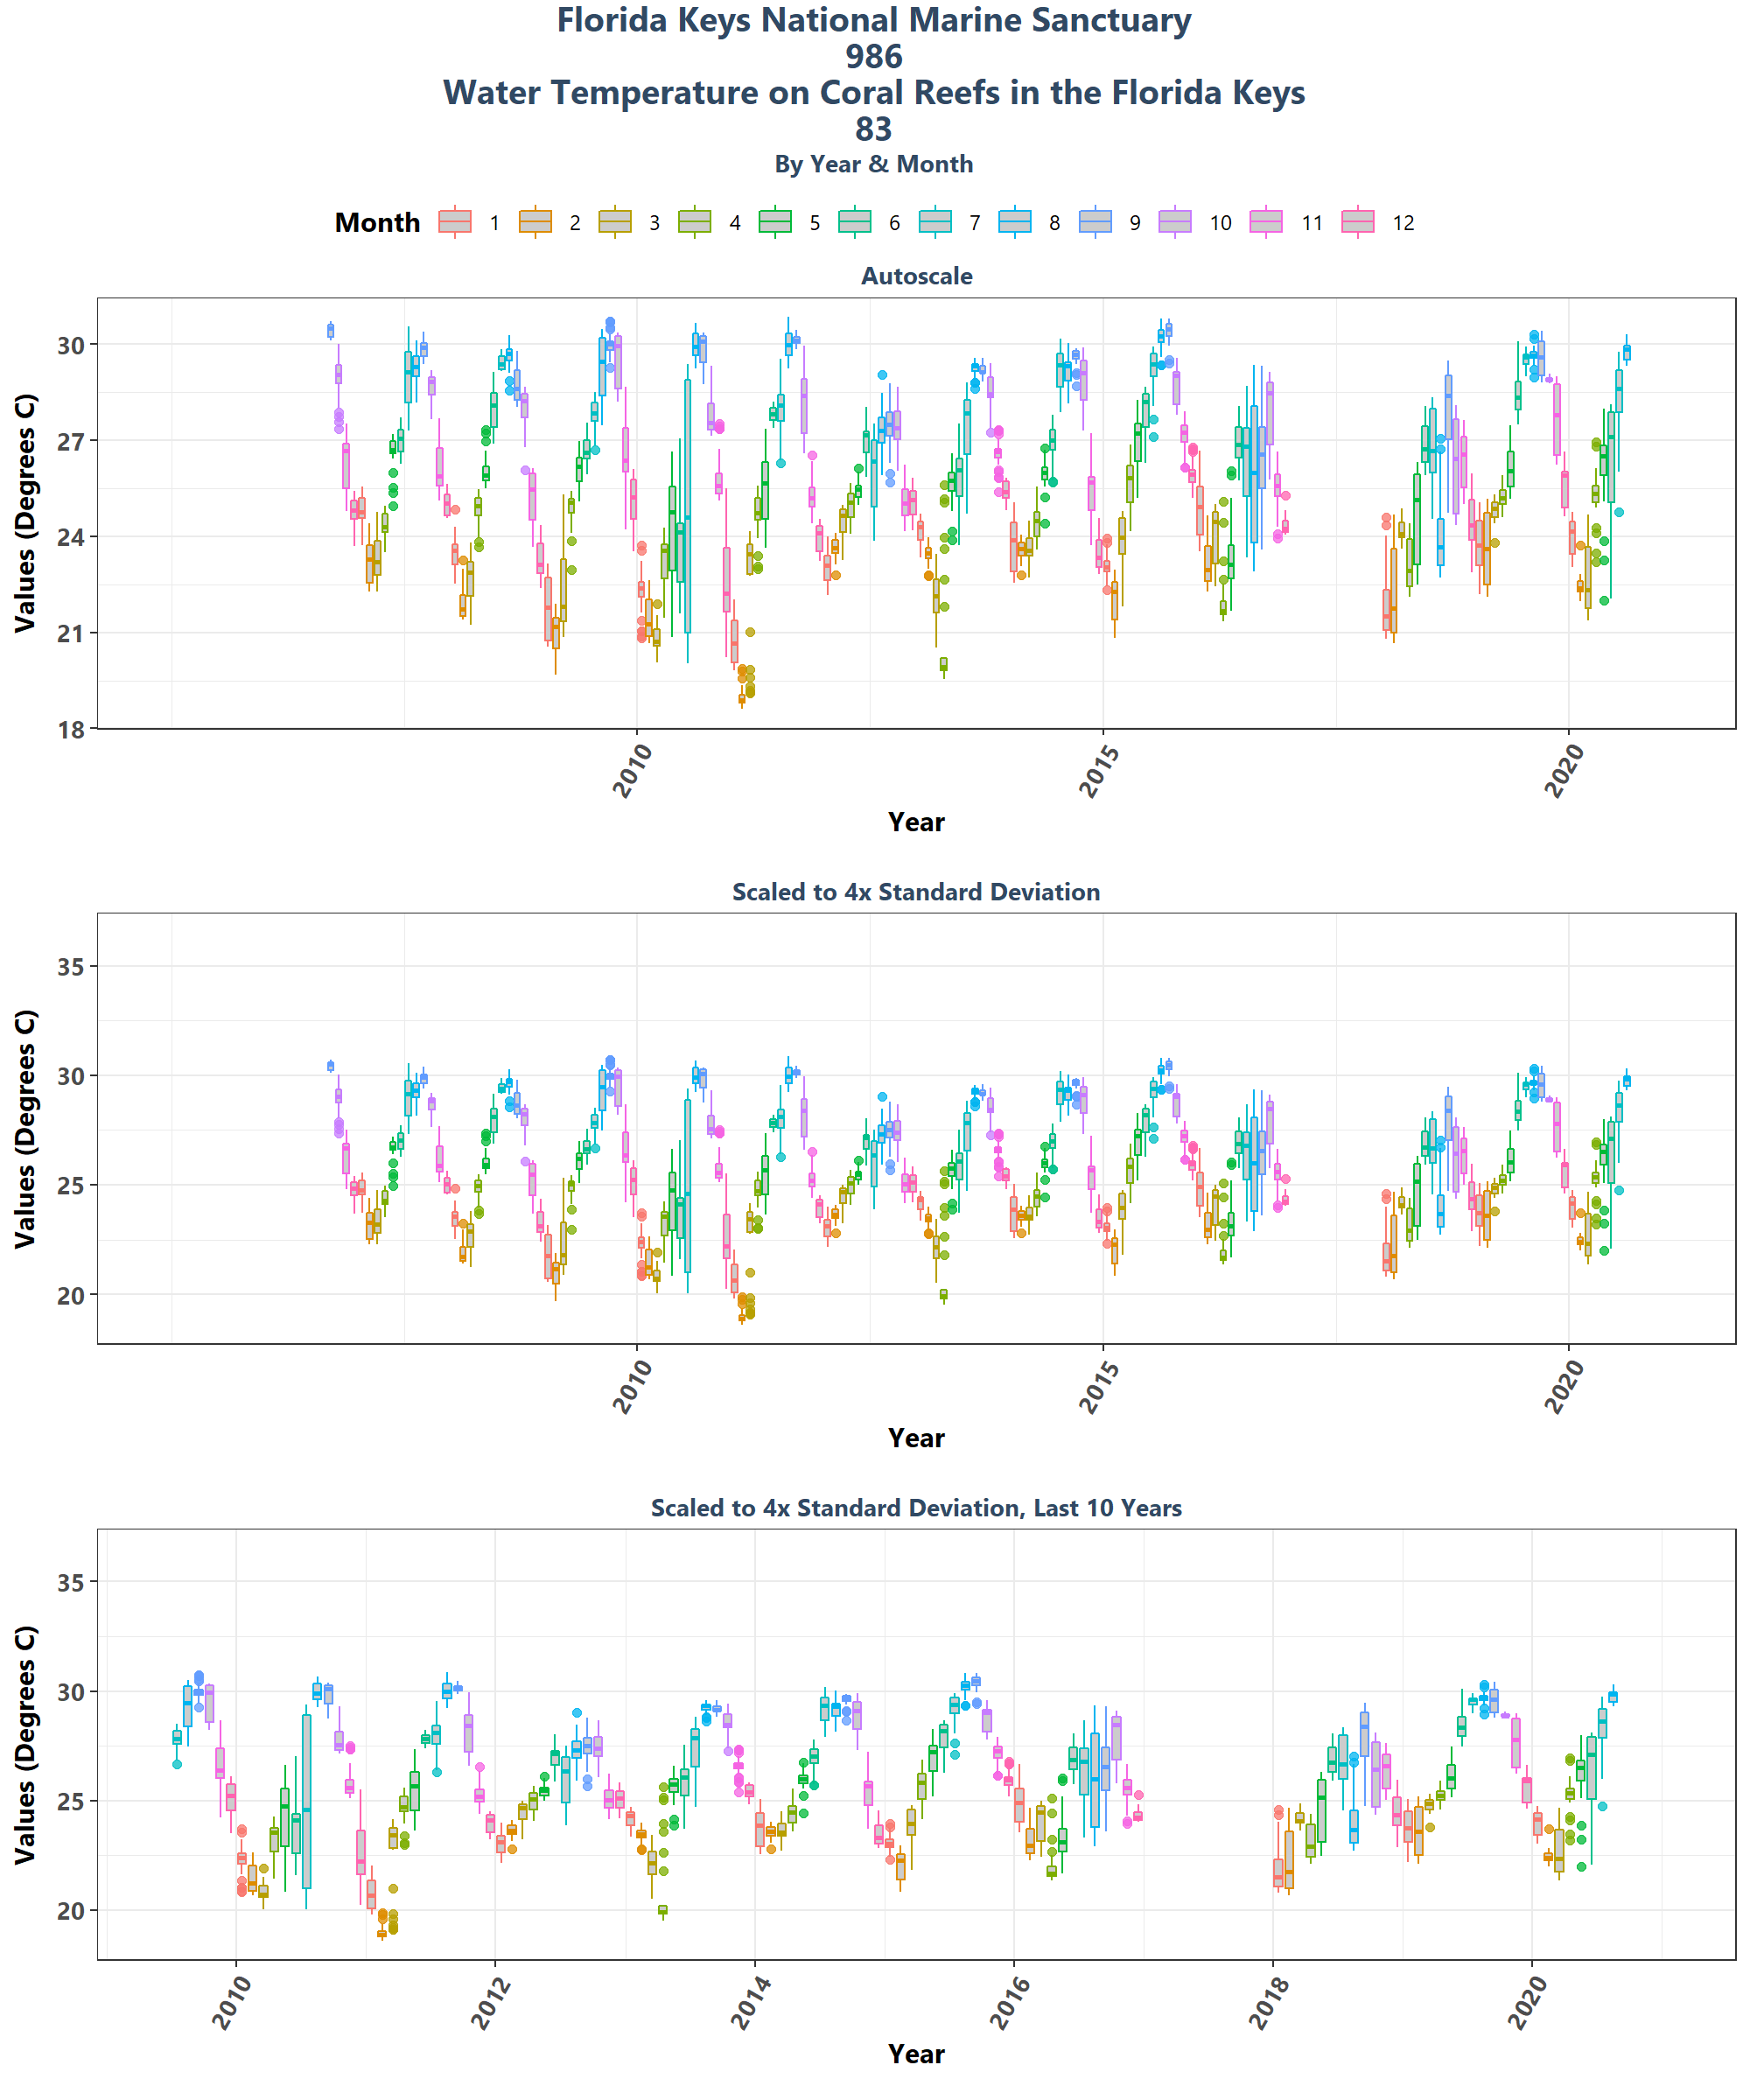 Florida Keys National Marine Sanctuary
986
Water Temperature on Coral Reefs in the Florida Keys
83
By Year & Month
Month 1 2 3 4 5 6 7 8 9 10 11 12
Autoscale
Values (Degrees C)
30
27
24
21
18
2010 2015 2020
Year
Scaled to 4x Standard Deviation
Values (Degrees C)
35
30
25
20
2010 2015 2020
Year
Scaled to 4x Standard Deviation, Last 10 Years
Values (Degrees C)
35
30
25
20
2010 2012 2014 2016 2018 2020
Year